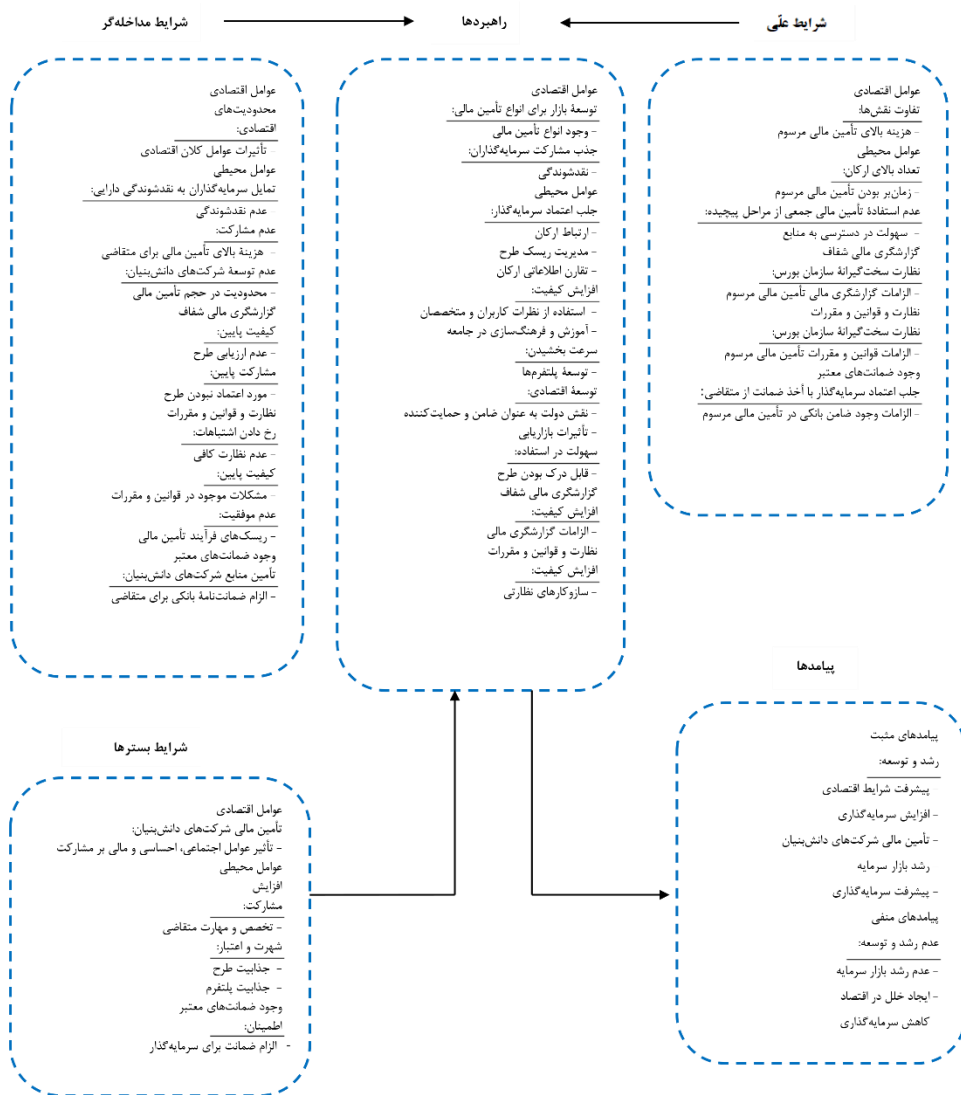 شرایط علّی
عوامل اقتصادی
تفاوت نقش‌ها:
- هزینه بالای تأمین مالی مرسوم
عوامل محیطی
تعداد بالای ارکان:
- زمان‌بر بودن تأمین مالی مرسوم
عدم استفادۀ تأمین مالی جمعی از مراحل پیچیده:
- سهولت در دسترسی به منابع
گزارشگری مالی شفاف
نظارت سخت‌گیرانۀ سازمان بورس:
- الزامات گزارشگری مالی تأمین مالی مرسوم
نظارت و قوانین و مقررات
نظارت سخت‌گیرانۀ سازمان بورس:
- الزامات قوانین و مقررات تأمین مالی مرسوم
وجود ضمانت‌های معتبر
جلب اعتماد سرمایه‌گذار با أخذ ضمانت از متقاضی:
- الزامات وجود ضامن بانکی در تأمین مالی مرسوم
راهبردها
عوامل اقتصادی
توسعۀ بازار برای انواع تأمین مالی:
- وجود انواع تأمین مالی
جذب مشارکت سرمایه‌گذاران:
- نقدشوندگی
عوامل محیطی
جلب اعتماد سرمایه‌گذار:
- ارتباط ارکان
- مدیریت ریسک طرح
- تقارن اطلاعاتی ارکان
افزایش کیفیت:
- استفاده از نظرات کاربران و متخصصان
- آموزش و فرهنگ‌سازی در جامعه
سرعت بخشیدن:
- توسعۀ پلتفرم‌ها
توسعۀ اقتصادی:
- نقش دولت به عنوان ضامن و حمایت‌کننده
- تأثیرات بازاریابی
سهولت در استفاده:
- قابل درک بودن طرح
گزارشگری مالی شفاف
افزایش کیفیت:
- الزامات گزارشگری مالی
نظارت و قوانین و مقررات
افزایش کیفیت:
- سازوکارهای نظارتی
شرایط مداخله‌گر
عوامل اقتصادی
محدودیت‌های
اقتصادی:
- تأثیرات عوامل کلان اقتصادی
عوامل محیطی
تمایل سرمایه‌گذاران به نقدشوندگی دارایی:
- عدم نقدشوندگی
عدم مشارکت:
- هزینۀ بالای تأمین مالی برای متقاضی
عدم توسعۀ شرکت‌های دانش‌بنیان:
- محدودیت در حجم تأمین مالی
گزارشگری مالی شفاف
کیفیت پایین:
- عدم ارزیابی طرح
مشارکت پایین:
- مورد اعتماد نبودن طرح
نظارت و قوانین و مقررات
رخ دادن اشتباهات:
- عدم نظارت کافی
کیفیت پایین:
- مشکلات موجود در قوانین و مقررات
عدم موفقیت:
- ریسک‌های فرآیند تأمین مالی
وجود ضمانت‌های معتبر
تأمین منابع شرکت‌های دانش‌بنیان:
- الزام ضمانت‌نامۀ بانکی برای متقاضی
پیامدها
پیامدهای مثبت
رشد و توسعه:
پیشرفت شرایط اقتصادی
- افزایش سرمایه‌گذاری
- تأمین مالی شرکت‌های دانش‌بنیان
رشد بازار سرمایه
- پیشرفت سرمایه‌گذاری
پیامدهای منفی
عدم رشد و توسعه:
- عدم رشد بازار سرمایه
- ایجاد خلل در اقتصاد
کاهش سرمایه‌گذاری
شرایط بسترها
عوامل اقتصادی
تأمین مالی شرکت‌های دانش‌بنیان:
- تأثیر عوامل اجتماعی، احساسی و مالی بر مشارکت
عوامل محیطی
افزایش
مشارکت:
- تخصص و مهارت متقاضی
شهرت و اعتبار:
- جذابیت طرح
- جذابیت پلتفرم
وجود ضمانت‌های معتبر
اطمینان:
- الزام ضمانت برای سرمایه‌گذار